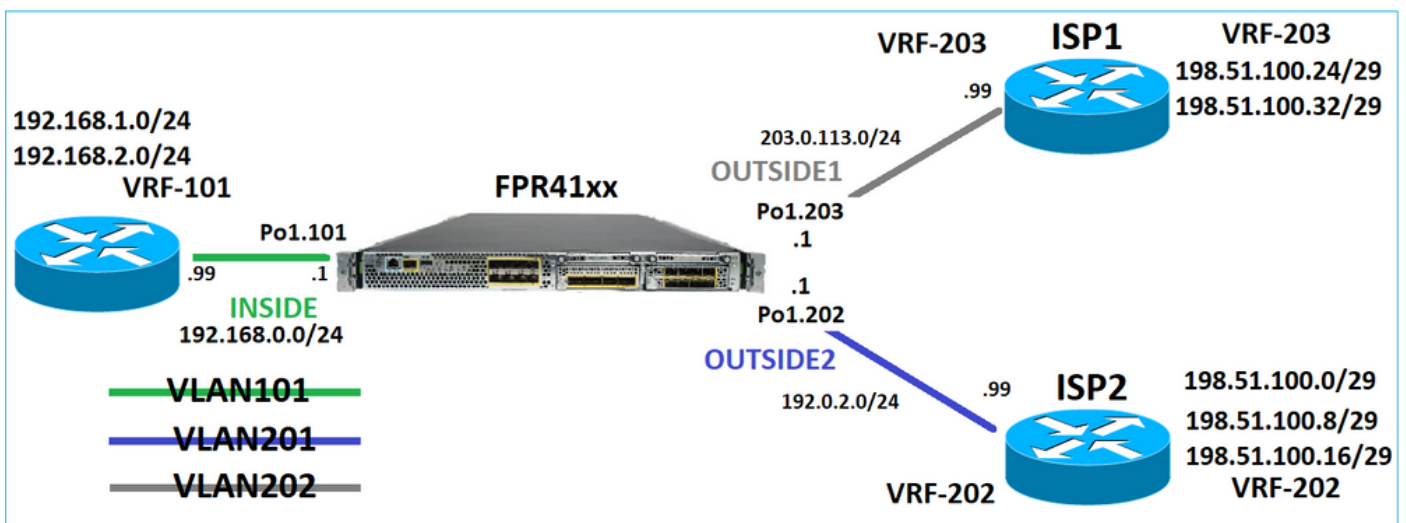 192.168.1.0/24
192.168.2.0/24
VRF-101
.99
Po1.101
.1
INSIDE
192.168.0.0/24
VLAN101
VLAN201
VLAN202
FPR41xx
VRF-203
ISP1
.99
VRF-203
198.51.100.24/29
198.51.100.32/29
203.0.113.0/24
OUTSIDE1
Po1.203
.1
.1
Po1.202
OUTSIDE2
192.0.2.0/24
.99
ISP2
VRF-202
198.51.100.0/29
198.51.100.8/29
198.51.100.16/29
VRF-202